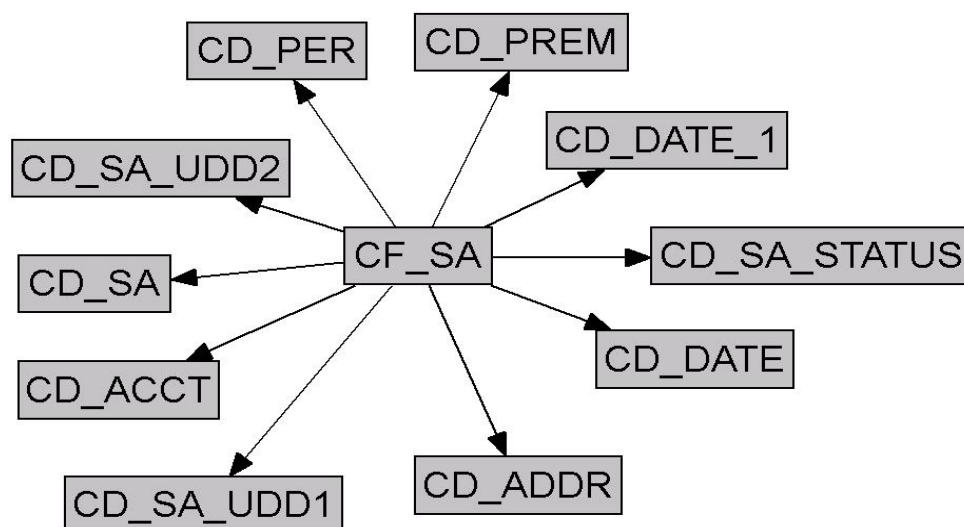 CD_PER
CD_PREM
CD_DATE_1
CD_SA_UDD2
CF_SA
CD_SA_STATUS
CD_SA
CD_DATE
CD_ACCT
CD_ADDR
CD_SA_UDD1